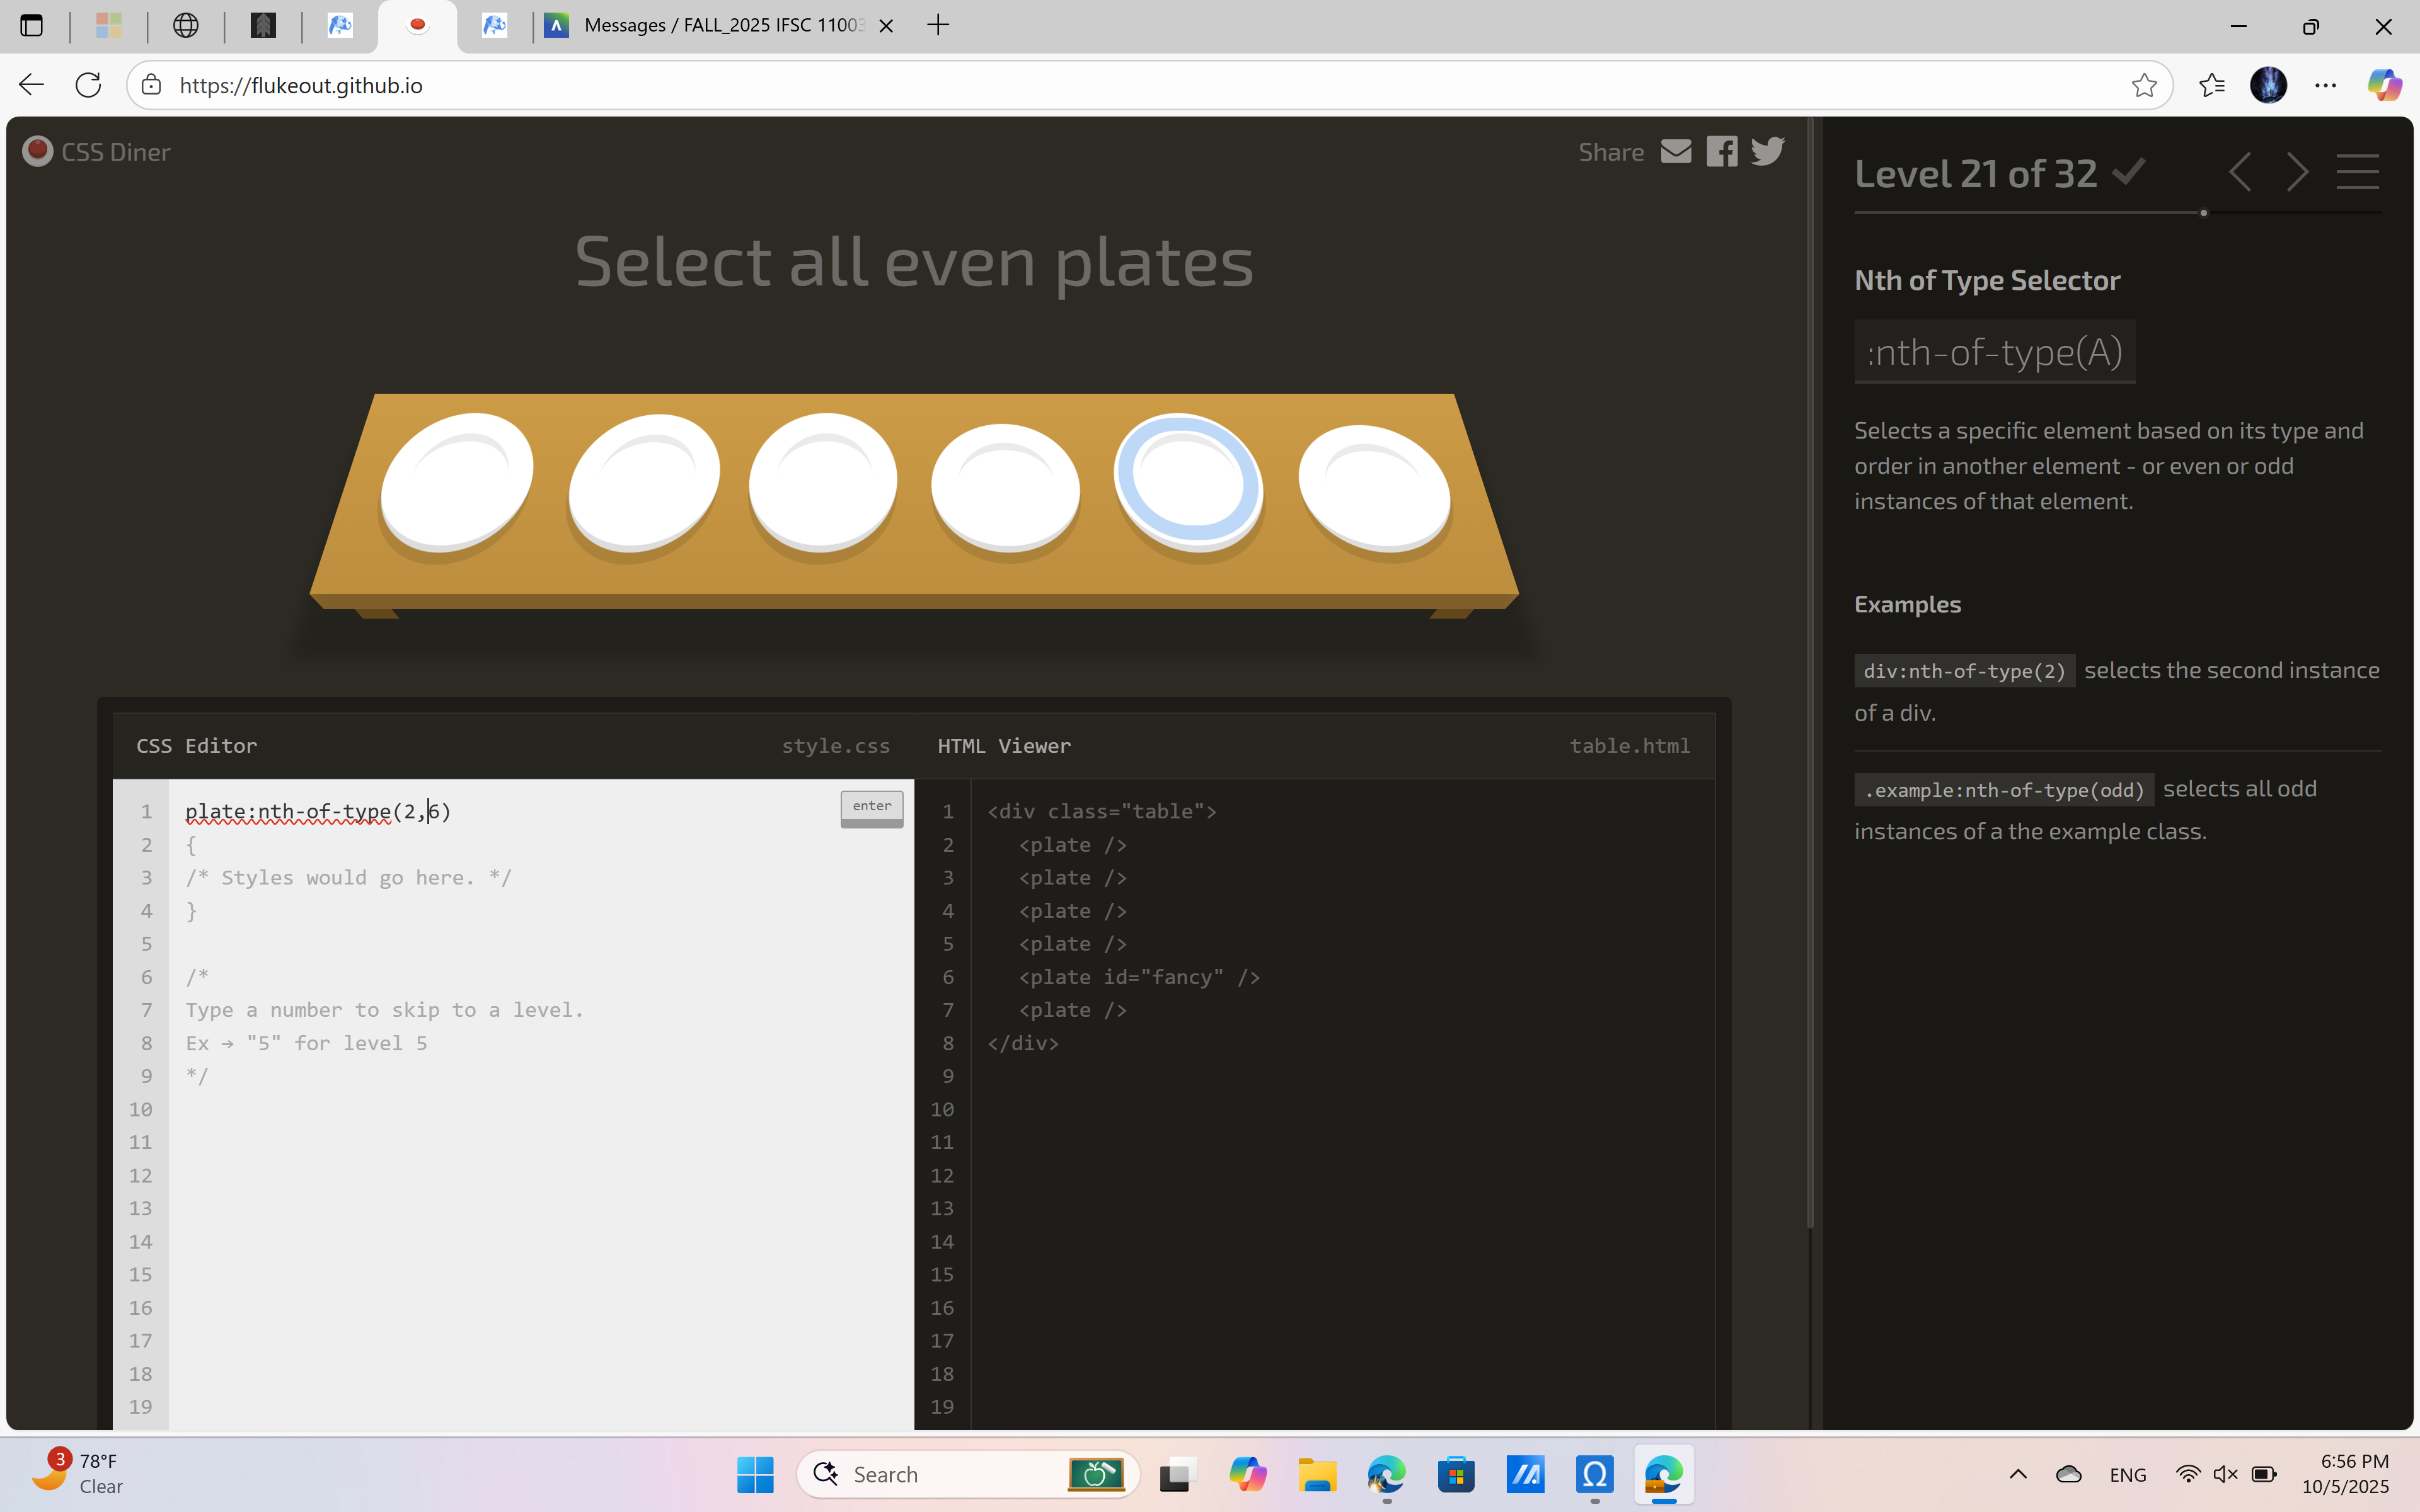 Messages / FALL_2025 IFSC 11003
https://flukeout.github.io
CSS Diner
Share
Level 21 of 32
Select all even plates
Nth of Type Selector
:nth-of-type(A)
Selects a specific element based on its type and
order in another element - or even or odd
instances of that element.
Examples
div:nth-of-type(2) selects the second instance
of a div.
.example:nth-of-type(odd) selects all odd
instances of a the example class.
CSS Editor
style.css
HTML Viewer
table.html
enter
1 plate:nth-of-type(2,6)
2 {
3 /* Styles would go here. */
4 }
5
6 /*
7 Type a number to skip to a level.
8 Ex → "5" for level 5
9 */
10
11
12
13
14
15
16
17
18
19
1 <div class="table">
2 <plate />
3 <plate />
4 <plate />
5 <plate />
6 <plate id="fancy" />
7 <plate />
8 </div>
9
10
11
12
13
14
15
16
17
18
19
3
78°F
Clear
Search
ENG
6:56 PM
10/5/2025